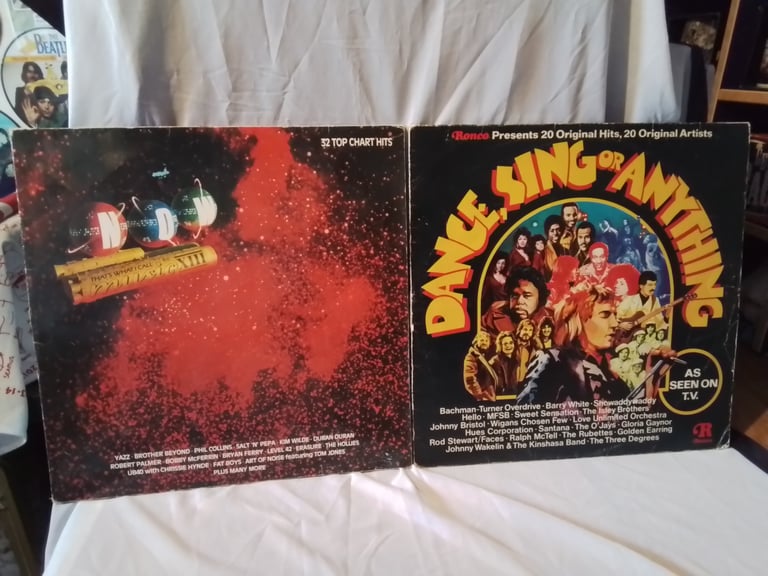 THE
BEATLES
32 TOP CHART HITS
NOW
THAT'S WHAT I CALL
music XIII
YAZZ · BROTHER BEYOND · PHIL COLLINS · SALT 'N' PEPA · KIM WILDE · DURAN DURAN
ROBERT PALMER · BOBBY McFERRIN · BRYAN FERRY · LEVEL 42 · ERASURE · THE HOLLIES
UB40 with CHRISSIE HYNDE · FAT BOYS · ART OF NOISE featuring TOM JONES
PLUS MANY MORE
Ronco Presents 20 Original Hits, 20 Original Artists
DANCE, SING OR ANYTHING
AS
SEEN ON
T.V.
Bachman-Turner Overdrive · Barry White · Showaddywaddy
Hello · MFSB · Sweet Sensation · The Isley Brothers
Johnny Bristol · Wigans Chosen Few · Love Unlimited Orchestra
Hues Corporation · Santana · The O'Jays · Gloria Gaynor
Rod Stewart/Faces · Ralph McTell · The Rubettes · Golden Earring
Johnny Wakelin & The Kinshasa Band · The Three Degrees
R